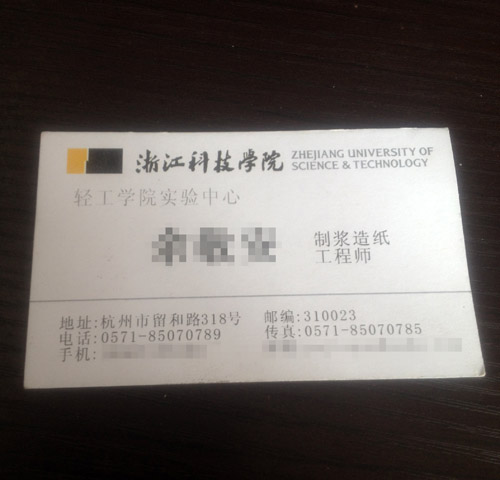 浙江科技学院 ZHEJIANG UNIVERSITY OF
SCIENCE & TECHNOLOGY
轻工学院实验中心
制浆造纸
工程师
地址:杭州市留和路318号 邮编:310023
电话:0571-85070789 传真:0571-85070785
手机: